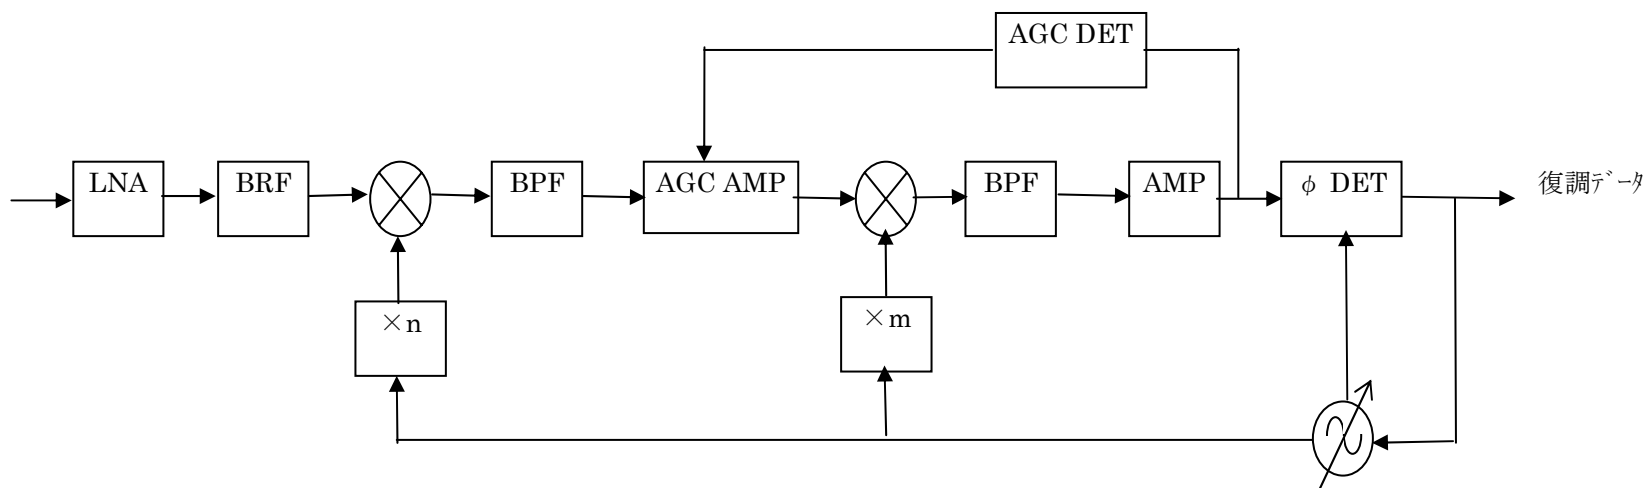 AGC DET
LNA
BRF
BPF
AGC AMP
BPF
AMP
φ DET
復調ﾃﾞｰﾀ
×n
×m